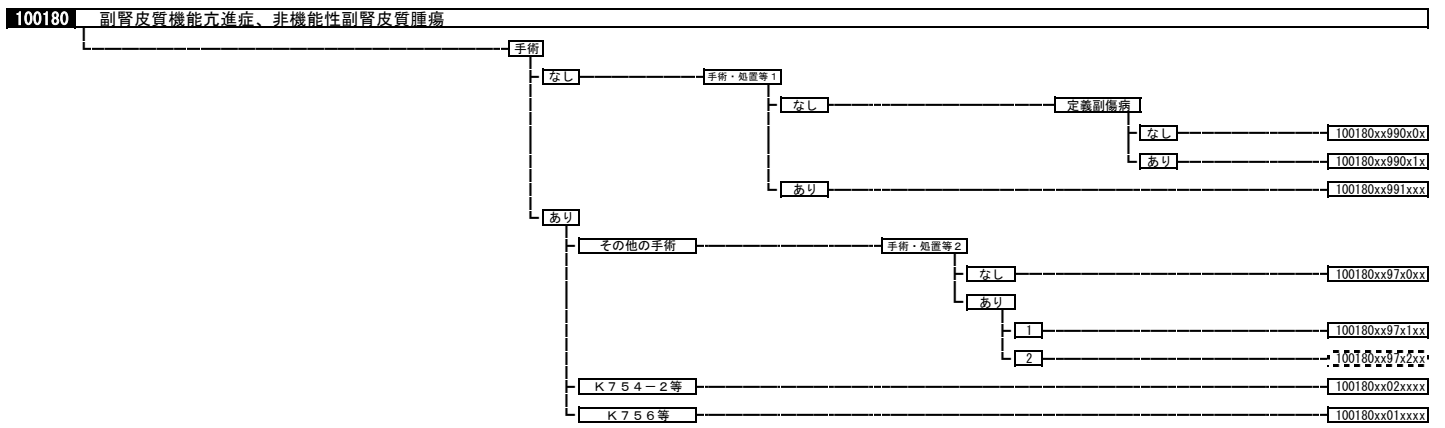 100180 副腎皮質機能亢進症、非機能性副腎皮質腫瘍
手術
なし 手術・処置等1
なし 定義副傷病
なし 100180xx990x0x
あり 100180xx990x1x
あり 100180xx991xxx
あり
その他の手術 手術・処置等2
なし 100180xx97x0xx
あり
1 100180xx97x1xx
2 100180xx97x2xx
K754-2等 100180xx02xxxx
K756等 100180xx01xxxx